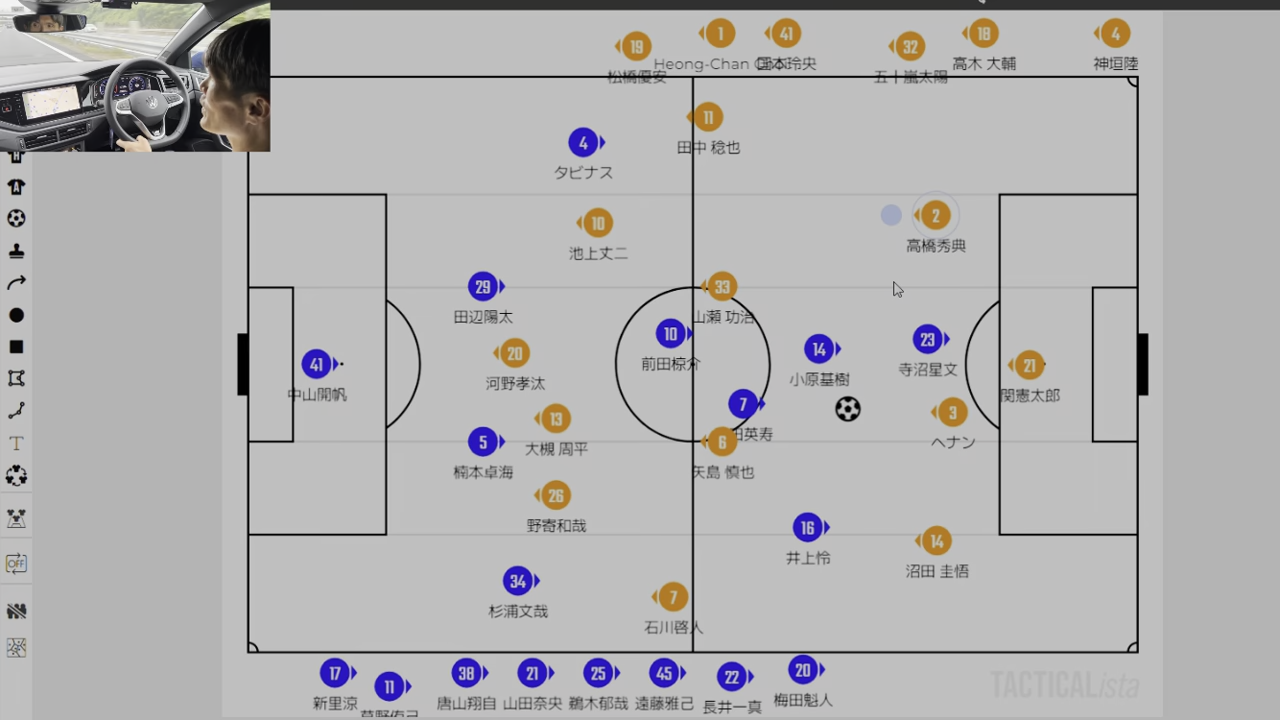 19
1
41
32
18
4
松橋優安
Heong-Chan
五十嵐太陽
高木 大輔
神垣陸
11
田中 稔也
4
タビナス
10
池上丈二
2
高橋秀典
29
田辺陽太
33
山瀬 功治
10
前田椋介
14
小原基樹
23
寺沼星文
41
中山開帆
20
河野孝汰
21
関憲太郎
7
田英寿
3
ヘナン
13
大槻 周平
5
楠本卓海
6
矢島 慎也
26
野寄和哉
16
井上怜
14
沼田 圭悟
34
杉浦文哉
7
石川啓人
17
新里涼
11
38
唐山翔自
21
山田奈央
25
鵜木郁哉
45
遠藤雅己
22
長井一真
20
梅田魁人
T
OFF
TACTICALista